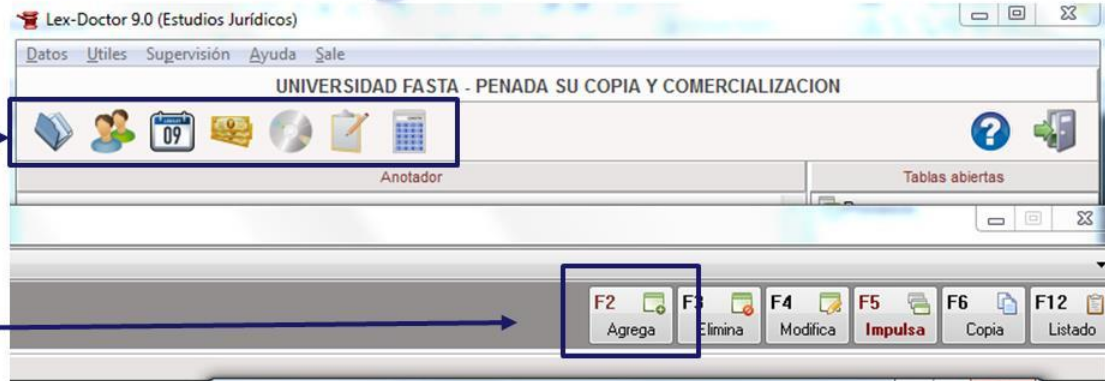 Lex-Doctor 9.0 (Estudios Jurídicos)
Datos Utiles Supervisión Ayuda Sale
UNIVERSIDAD FASTA - PENADA SU COPIA Y COMERCIALIZACION
09
Anotador Tablas abiertas
F2 F3 F4 F5 F6 F12
Agrega Elimina Modifica Impulsa Copia Listado